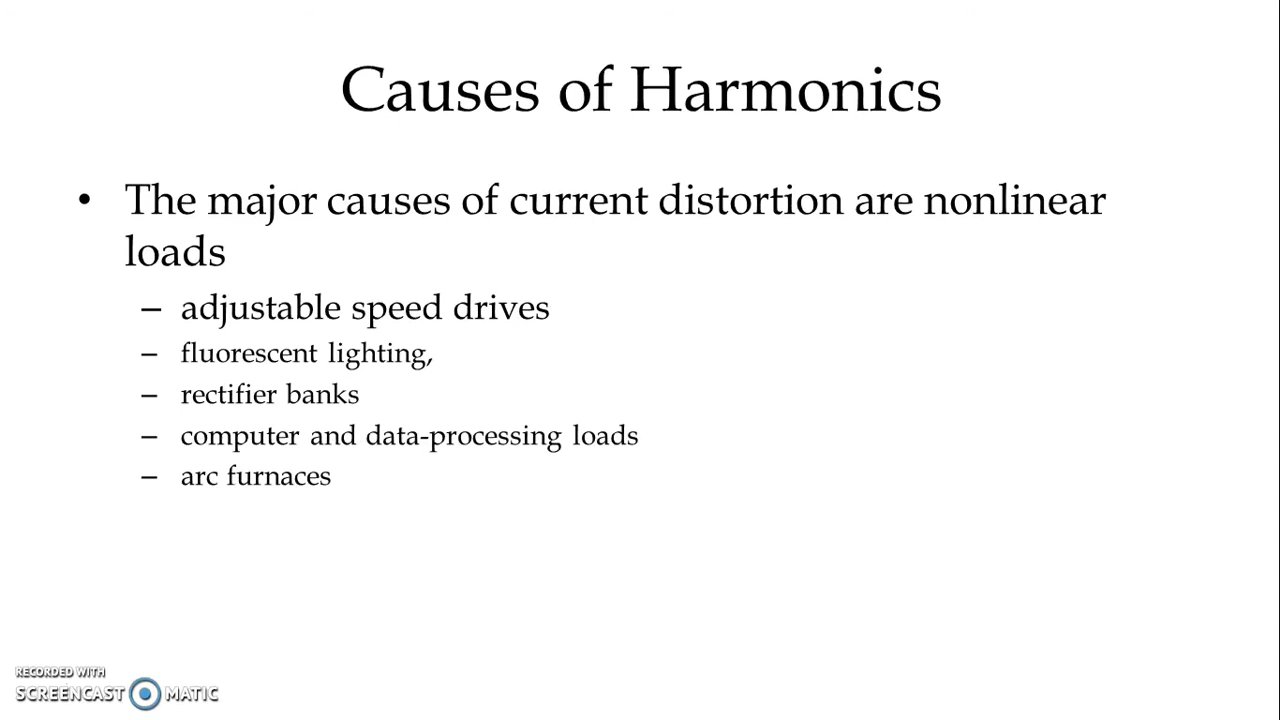 Causes of Harmonics
• The major causes of current distortion are nonlinear
loads
– adjustable speed drives
– fluorescent lighting,
– rectifier banks
– computer and data-processing loads
– arc furnaces
RECORDED WITH
SCREENCAST MATIC